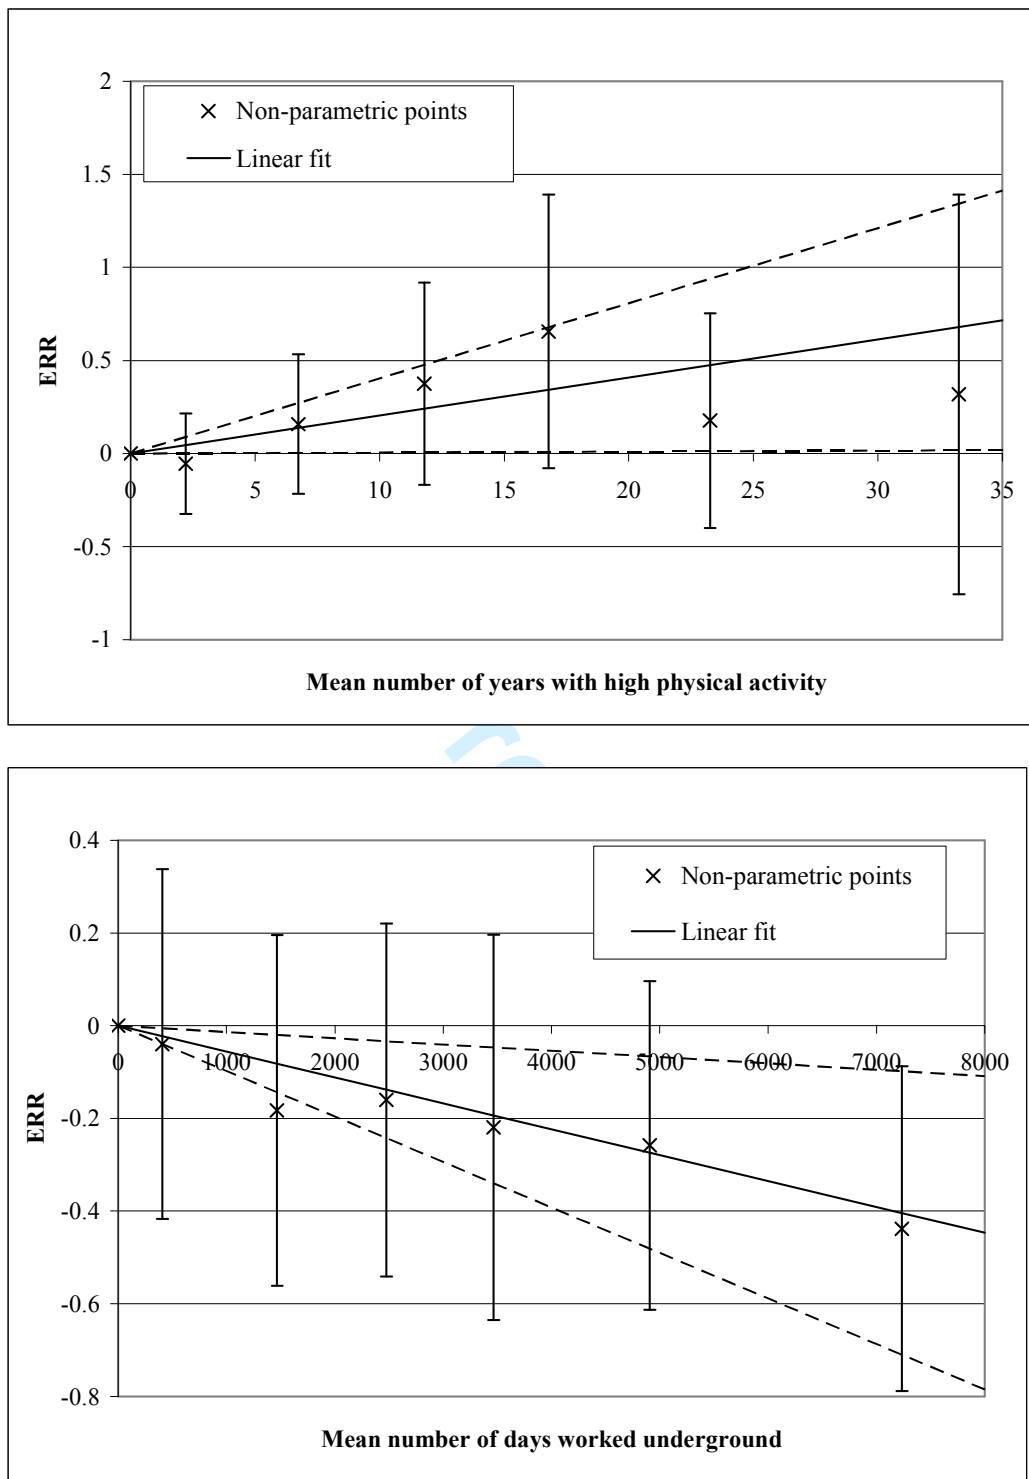 2
Non-parametric points
1.5
Linear fit
1
ERR
0.5
0
0 5 10 15 20 25 30 35
-0.5
-1
Mean number of years with high physical activity
0.4
Non-parametric points
0.2
Linear fit
0
0 1000 2000 3000 4000 5000 6000 7000 8000
-0.2
ERR
-0.4
-0.6
-0.8
Mean number of days worked underground